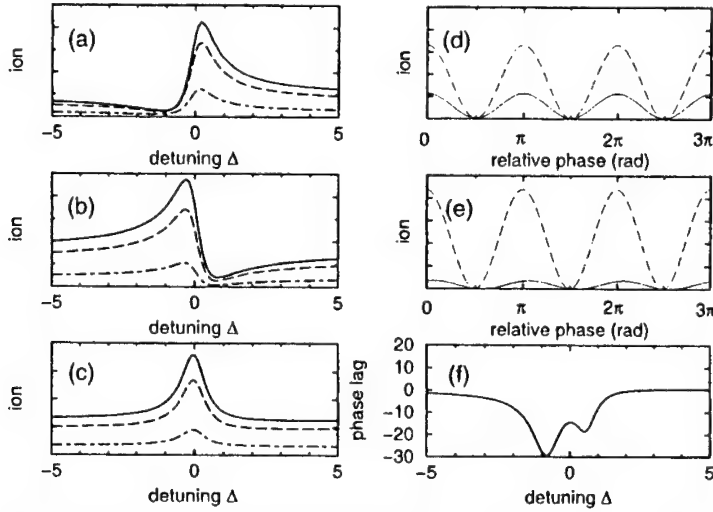 (a)
ion
-5 0 5
detuning Δ
(b)
ion
-5 0 5
detuning Δ
(c)
ion
-5 0 5
detuning Δ
(d)
ion
0 π 2π 3π
relative phase (rad)
(e)
ion
0 π 2π 3π
relative phase (rad)
(f)
phase lag
20
10
0
-10
-20
-30
-5 0 5
detuning Δ